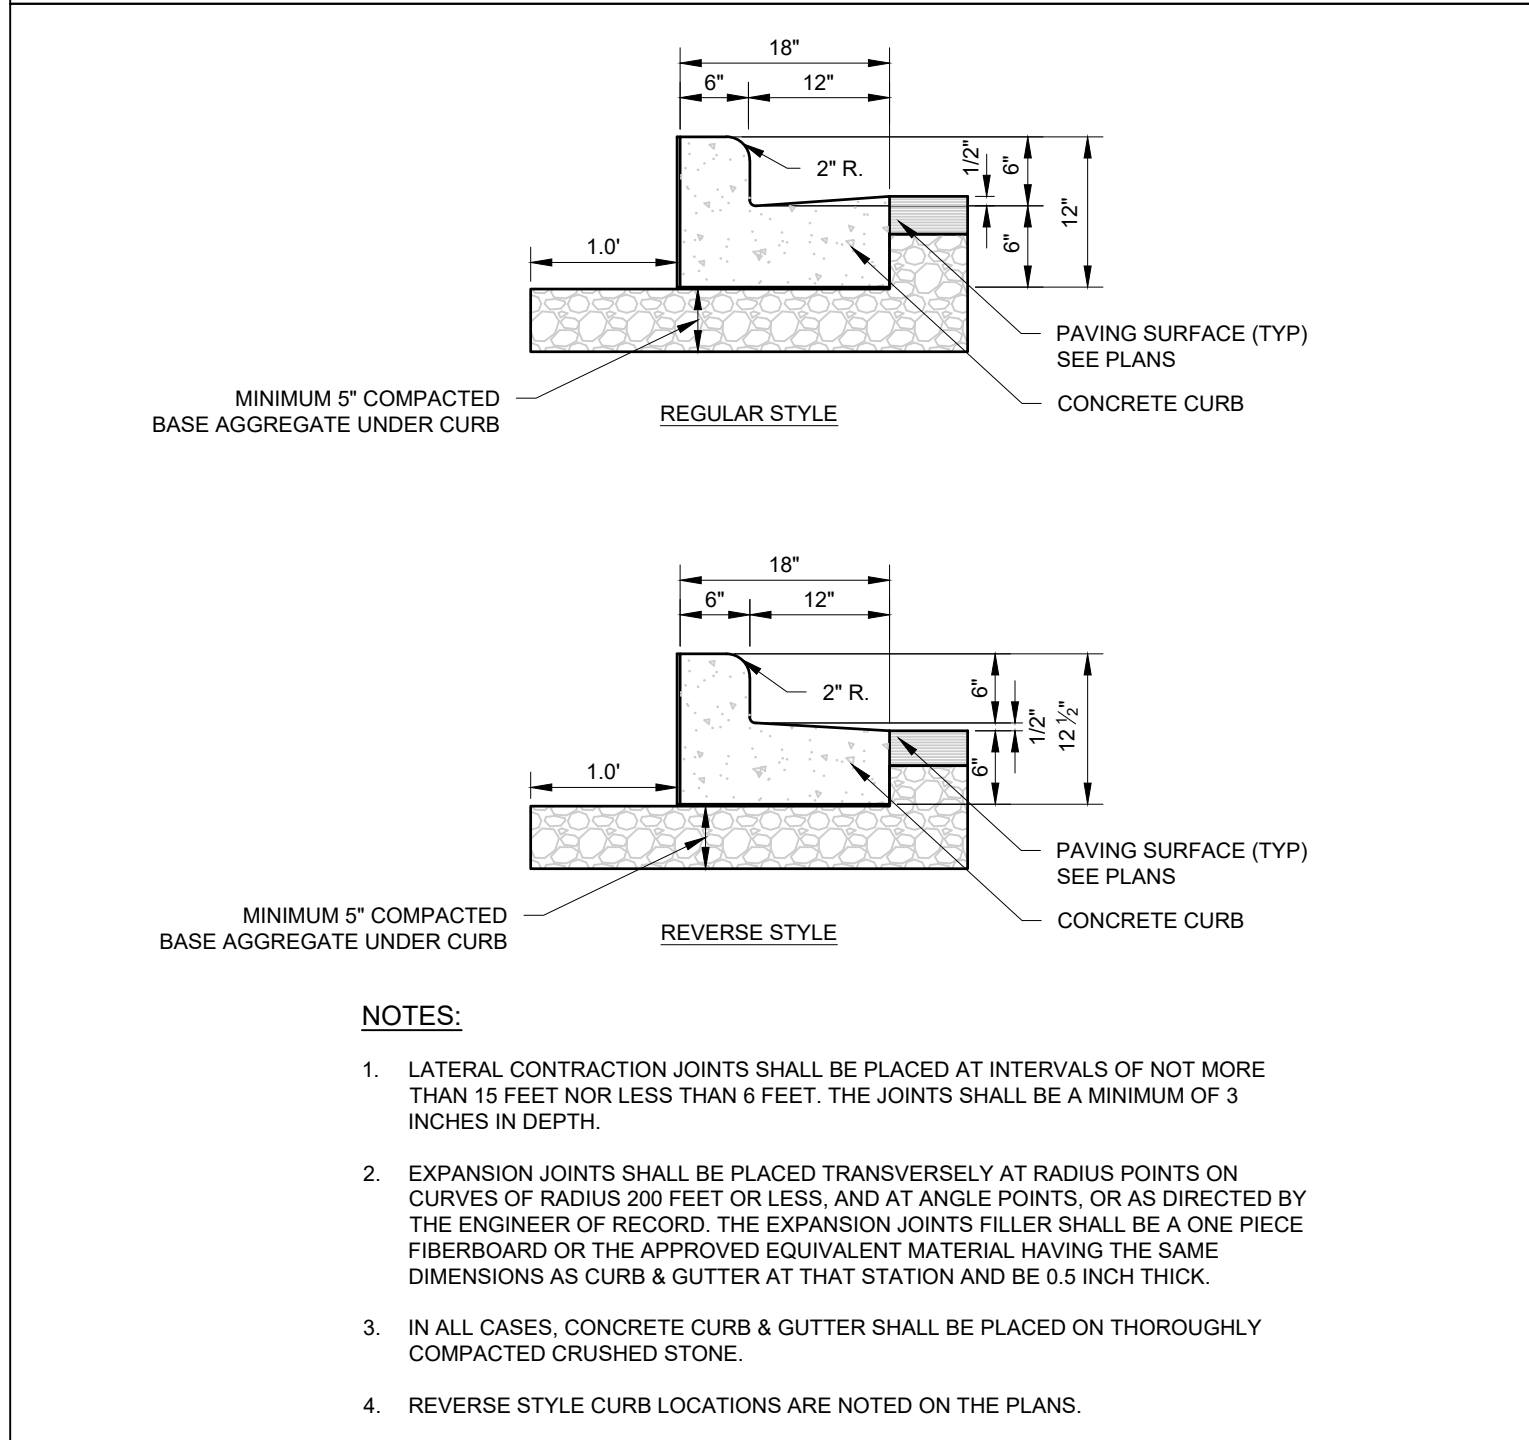 18"
6" 12"
2" R.
1/2"
6"
12"
6"
1.0'
PAVING SURFACE (TYP)
SEE PLANS
MINIMUM 5" COMPACTED
BASE AGGREGATE UNDER CURB
CONCRETE CURB
REGULAR STYLE
18"
6" 12"
2" R.
6"
1/2"
12 ½"
6"
1.0'
PAVING SURFACE (TYP)
SEE PLANS
MINIMUM 5" COMPACTED
BASE AGGREGATE UNDER CURB
CONCRETE CURB
REVERSE STYLE
NOTES:
1. LATERAL CONTRACTION JOINTS SHALL BE PLACED AT INTERVALS OF NOT MORE
THAN 15 FEET NOR LESS THAN 6 FEET. THE JOINTS SHALL BE A MINIMUM OF 3
INCHES IN DEPTH.
2. EXPANSION JOINTS SHALL BE PLACED TRANSVERSELY AT RADIUS POINTS ON
CURVES OF RADIUS 200 FEET OR LESS, AND AT ANGLE POINTS, OR AS DIRECTED BY
THE ENGINEER OF RECORD. THE EXPANSION JOINTS FILLER SHALL BE A ONE PIECE
FIBERBOARD OR THE APPROVED EQUIVALENT MATERIAL HAVING THE SAME
DIMENSIONS AS CURB & GUTTER AT THAT STATION AND BE 0.5 INCH THICK.
3. IN ALL CASES, CONCRETE CURB & GUTTER SHALL BE PLACED ON THOROUGHLY
COMPACTED CRUSHED STONE.
4. REVERSE STYLE CURB LOCATIONS ARE NOTED ON THE PLANS.